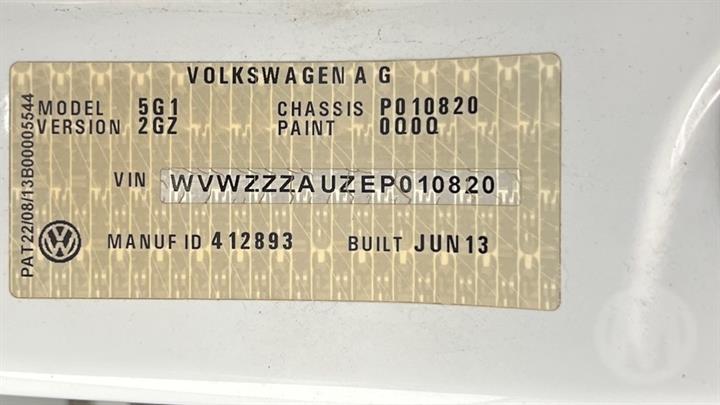 VOLKSWAGEN A G
MODEL 5G1 CHASSIS P010820
VERSION 2GZ PAINT 0Q0Q
VIN WVWZZZAUZEP010820
MANUF ID 412893 BUILT JUN13
PAT22/08/13B00005544